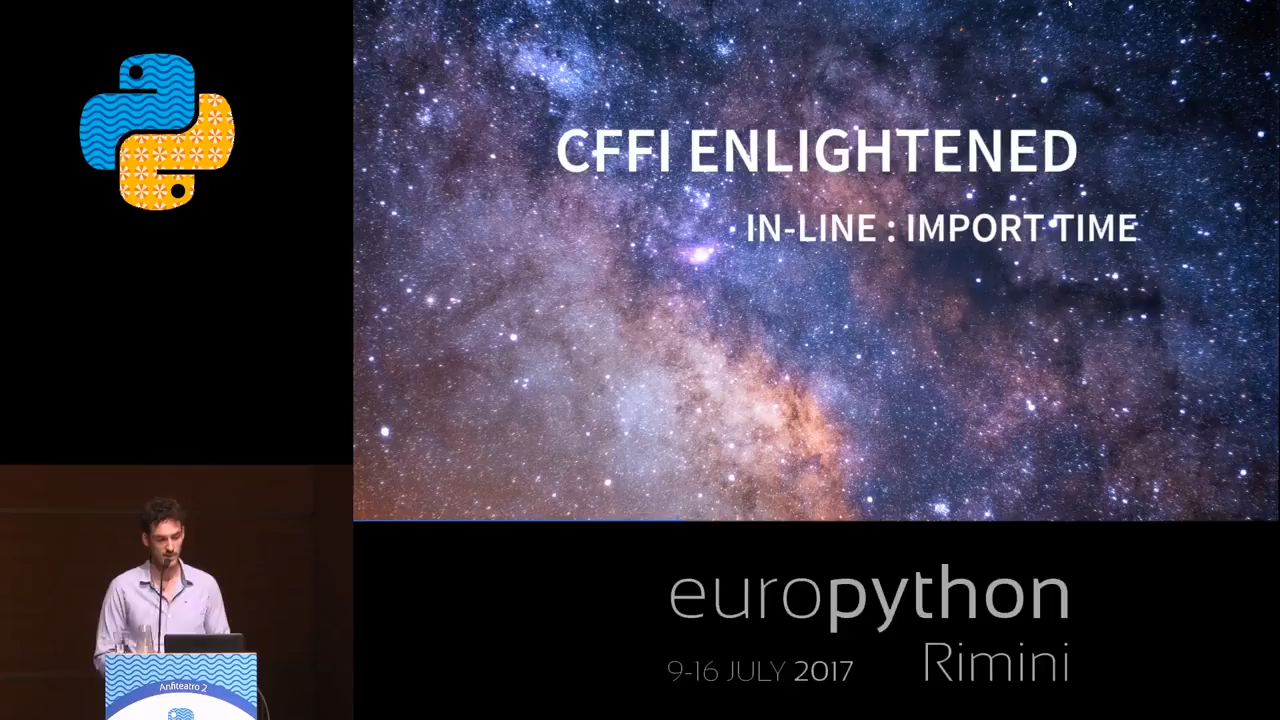 CFFI ENLIGHTENED
IN-LINE : IMPORT TIME
europython
9-16 JULY 2017
Rimini
Anfiteatro 2